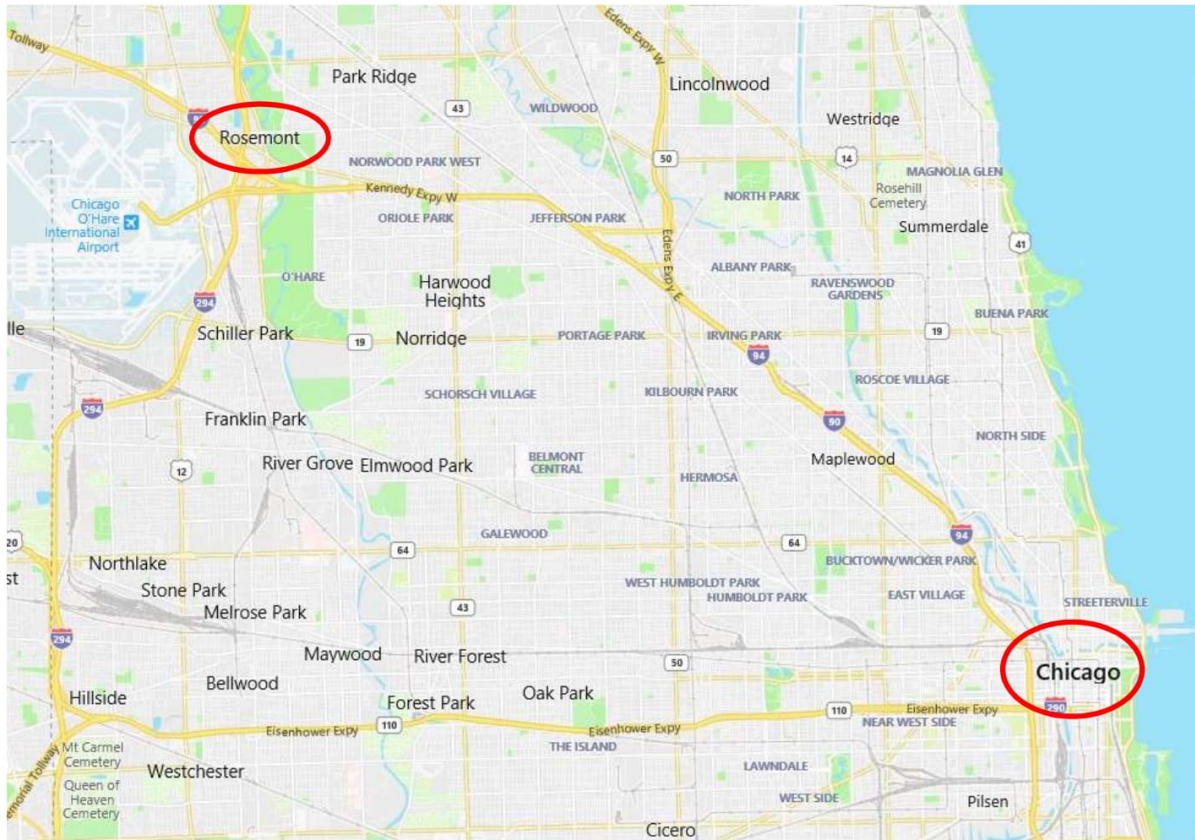 Tollway
Edens Expy W
Park Ridge
Lincolnwood
43
WILDWOOD
Westridge
Rosemont
NORWOOD PARK WEST
50
14
MAGNOLIA GLEN
Kennedy Expy W
NORTH PARK
Rosehill
Cemetery
Chicago
O'Hare
International
Airport
ORIOLE PARK
JEFFERSON PARK
Summerdale
41
Edens Expy E
O'HARE
Harwood
Heights
ALBANY PARK
RAVENSWOOD
GARDENS
294
BUENA PARK
lle
Schiller Park
19
Norridge
PORTAGE PARK
IRVING PARK
19
94
SCHORSCH VILLAGE
KILBOURN PARK
ROSCOE VILLAGE
294
Franklin Park
90
NORTH SIDE
12
River Grove
Elmwood Park
BELMONT
CENTRAL
HERMOSA
Maplewood
20
GALEWOOD
64
64
94
Northlake
BUCKTOWN/WICKER PARK
st
Stone Park
WEST HUMBOLDT PARK
HUMBOLDT PARK
EAST VILLAGE
STREETERVILLE
Melrose Park
43
294
Maywood
River Forest
50
Chicago
Bellwood
Hillside
Forest Park
Oak Park
290
110
Eisenhower Expy
110
Eisenhower Expy
Eisenhower Expy
NEAR WEST SIDE
Mt Carmel
Cemetery
THE ISLAND
Westchester
LAWNDALE
emorial Tollway
Queen of
Heaven
Cemetery
WEST SIDE
Pilsen
Cicero